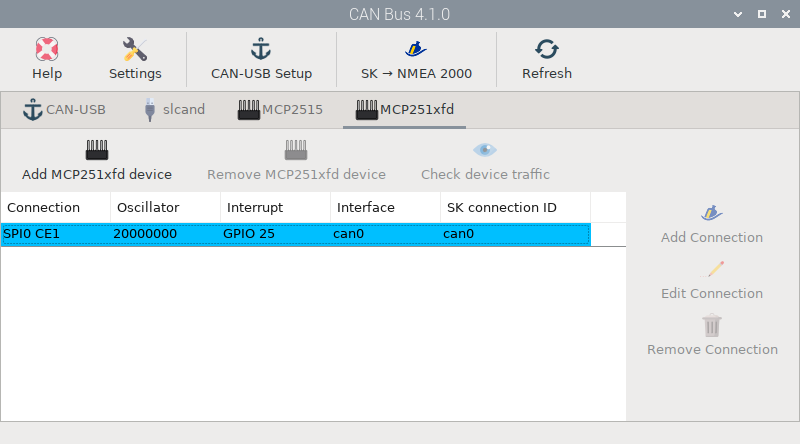 CAN Bus 4.1.0
Help Settings CAN-USB Setup SK → NMEA 2000 Refresh
CAN-USB slcand MCP2515 MCP251xfd
Add MCP251xfd device Remove MCP251xfd device Check device traffic
Connection Oscillator Interrupt Interface SK connection ID
SPI0 CE1 20000000 GPIO 25 can0 can0
Add Connection
Edit Connection
Remove Connection